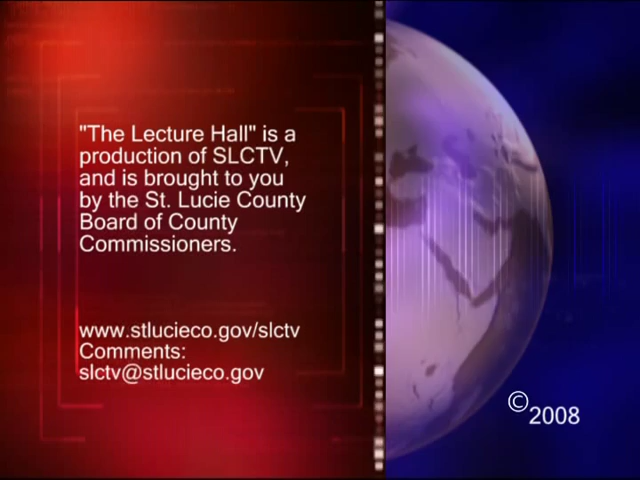 "The Lecture Hall" is a
production of SLCTV,
and is brought to you
by the St. Lucie County
Board of County
Commissioners.
www.stlucieco.gov/slctv
Comments:
slctv@stlucieco.gov
© 2008